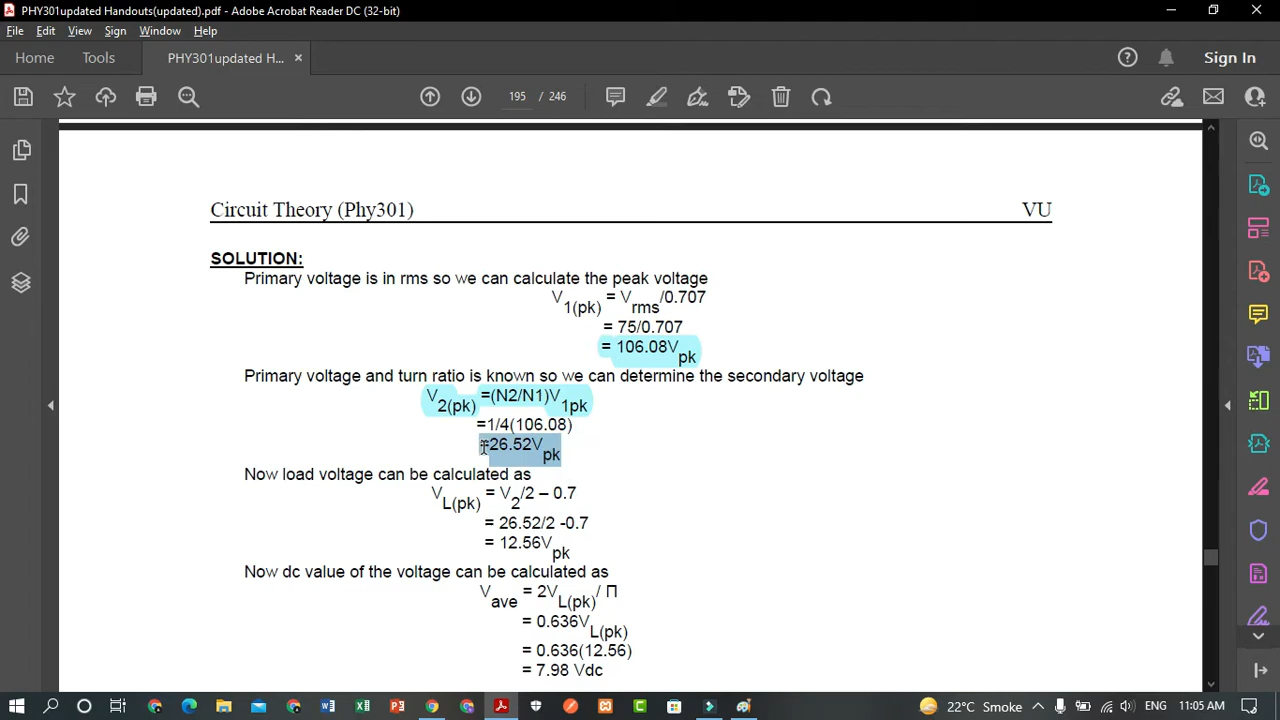 PHY301updated Handouts(updated).pdf - Adobe Acrobat Reader DC (32-bit)
File Edit View Sign Window Help
Home Tools PHY301updated H... × Sign In
195 / 246
Circuit Theory (Phy301) VU
SOLUTION:
Primary voltage is in rms so we can calculate the peak voltage
V1(pk) = Vrms/0.707
= 75/0.707
= 106.08Vpk
Primary voltage and turn ratio is known so we can determine the secondary voltage
V2(pk) =(N2/N1)V1pk
=1/4(106.08)
=26.52Vpk
Now load voltage can be calculated as
VL(pk) = V2/2 – 0.7
= 26.52/2 -0.7
= 12.56Vpk
Now dc value of the voltage can be calculated as
Vave = 2VL(pk)/ Π
= 0.636VL(pk)
= 0.636(12.56)
= 7.98 Vdc
22°C Smoke ENG 11:05 AM